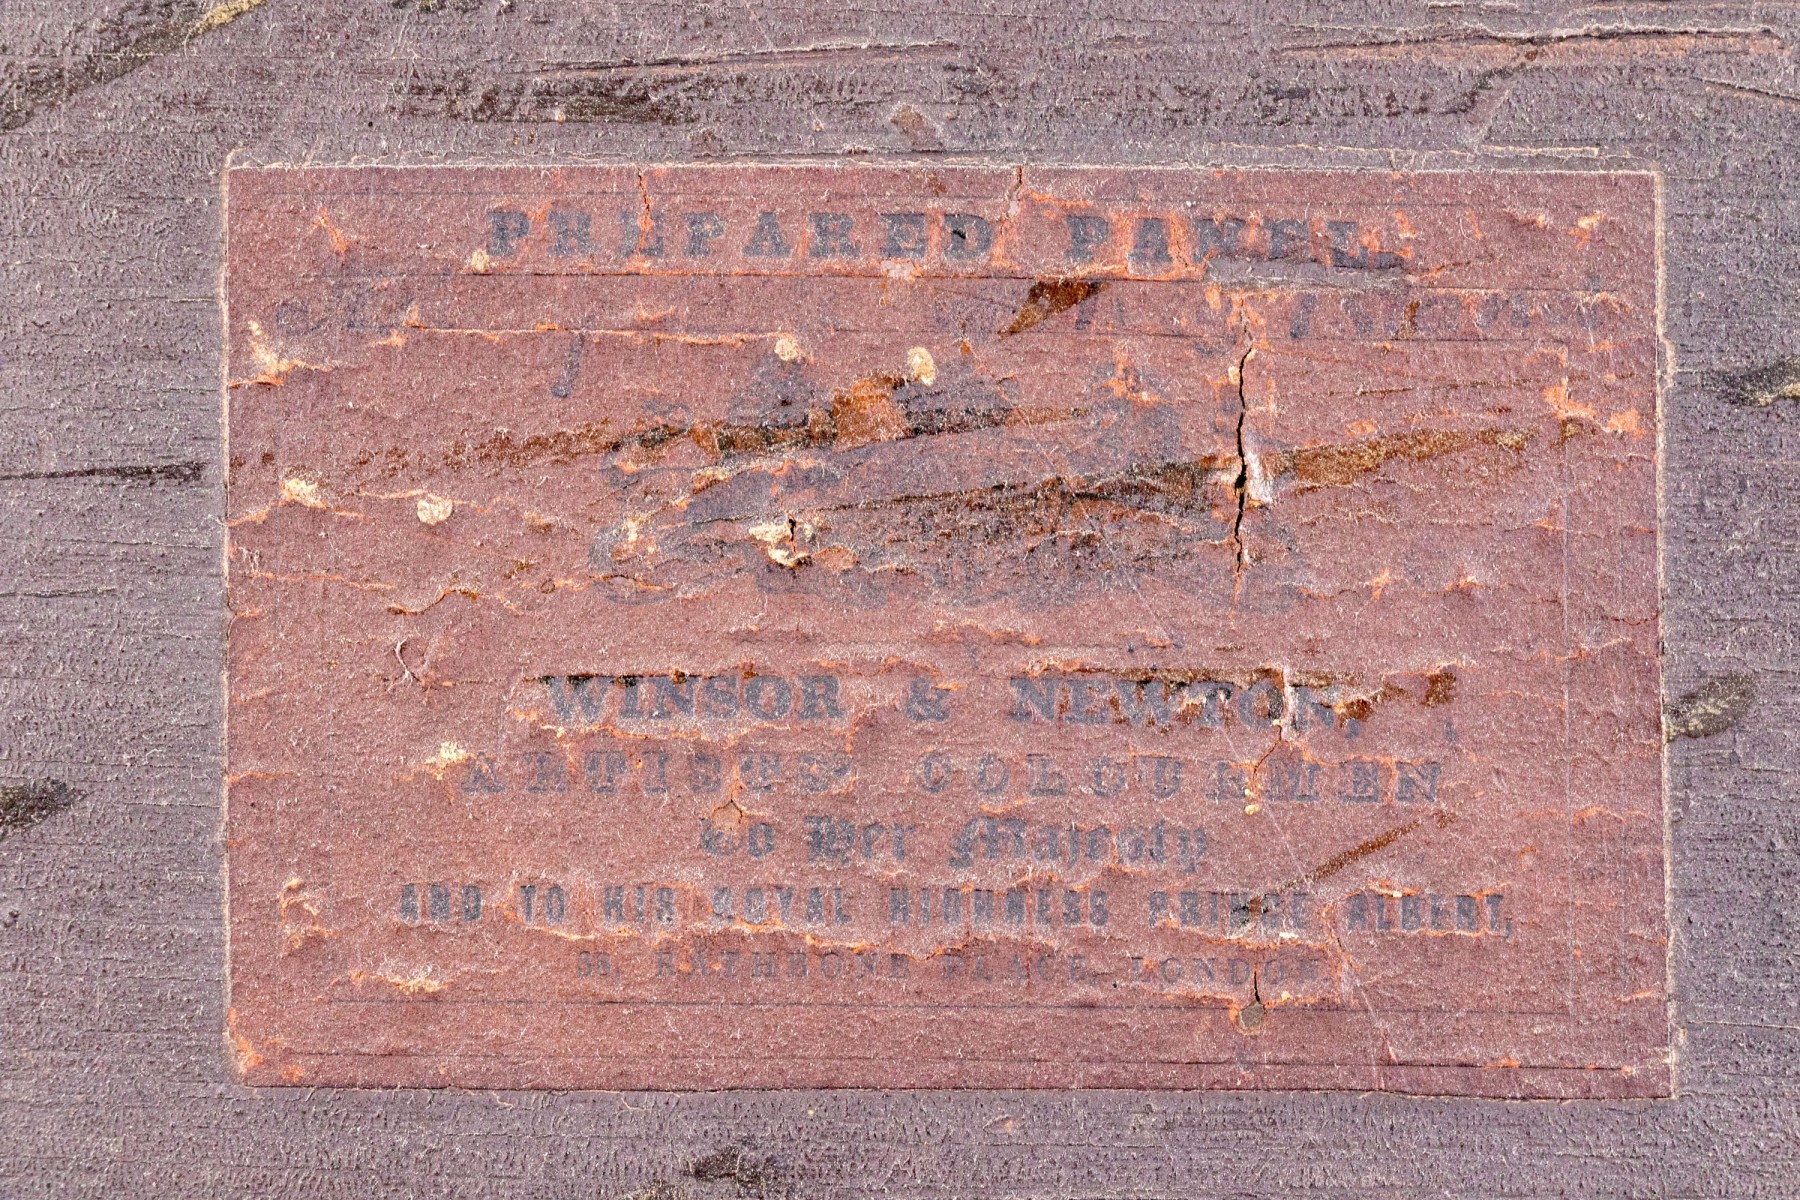 PREPARED PANEL.
WINSOR & NEWTON,
ARTISTS COLOURMEN
To Her Majesty
AND TO HIS ROYAL HIGHNESS PRINCE ALBERT,
38, RATHBONE PLACE, LONDON.